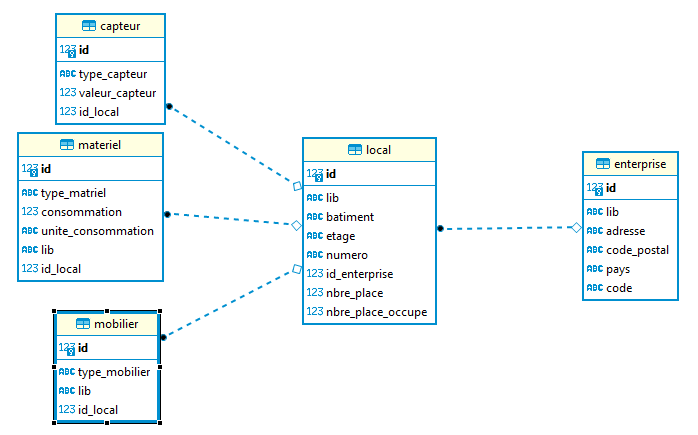 capteur
123 id
ABC type_capteur
123 valeur_capteur
123 id_local
materiel
123 id
ABC type_matriel
123 consommation
ABC unite_consommation
ABC lib
123 id_local
mobilier
123 id
ABC type_mobilier
ABC lib
123 id_local
local
123 id
ABC lib
ABC batiment
ABC etage
ABC numero
123 id_enterprise
123 nbre_place
123 nbre_place_occupe
enterprise
123 id
ABC lib
ABC adresse
ABC code_postal
ABC pays
ABC code